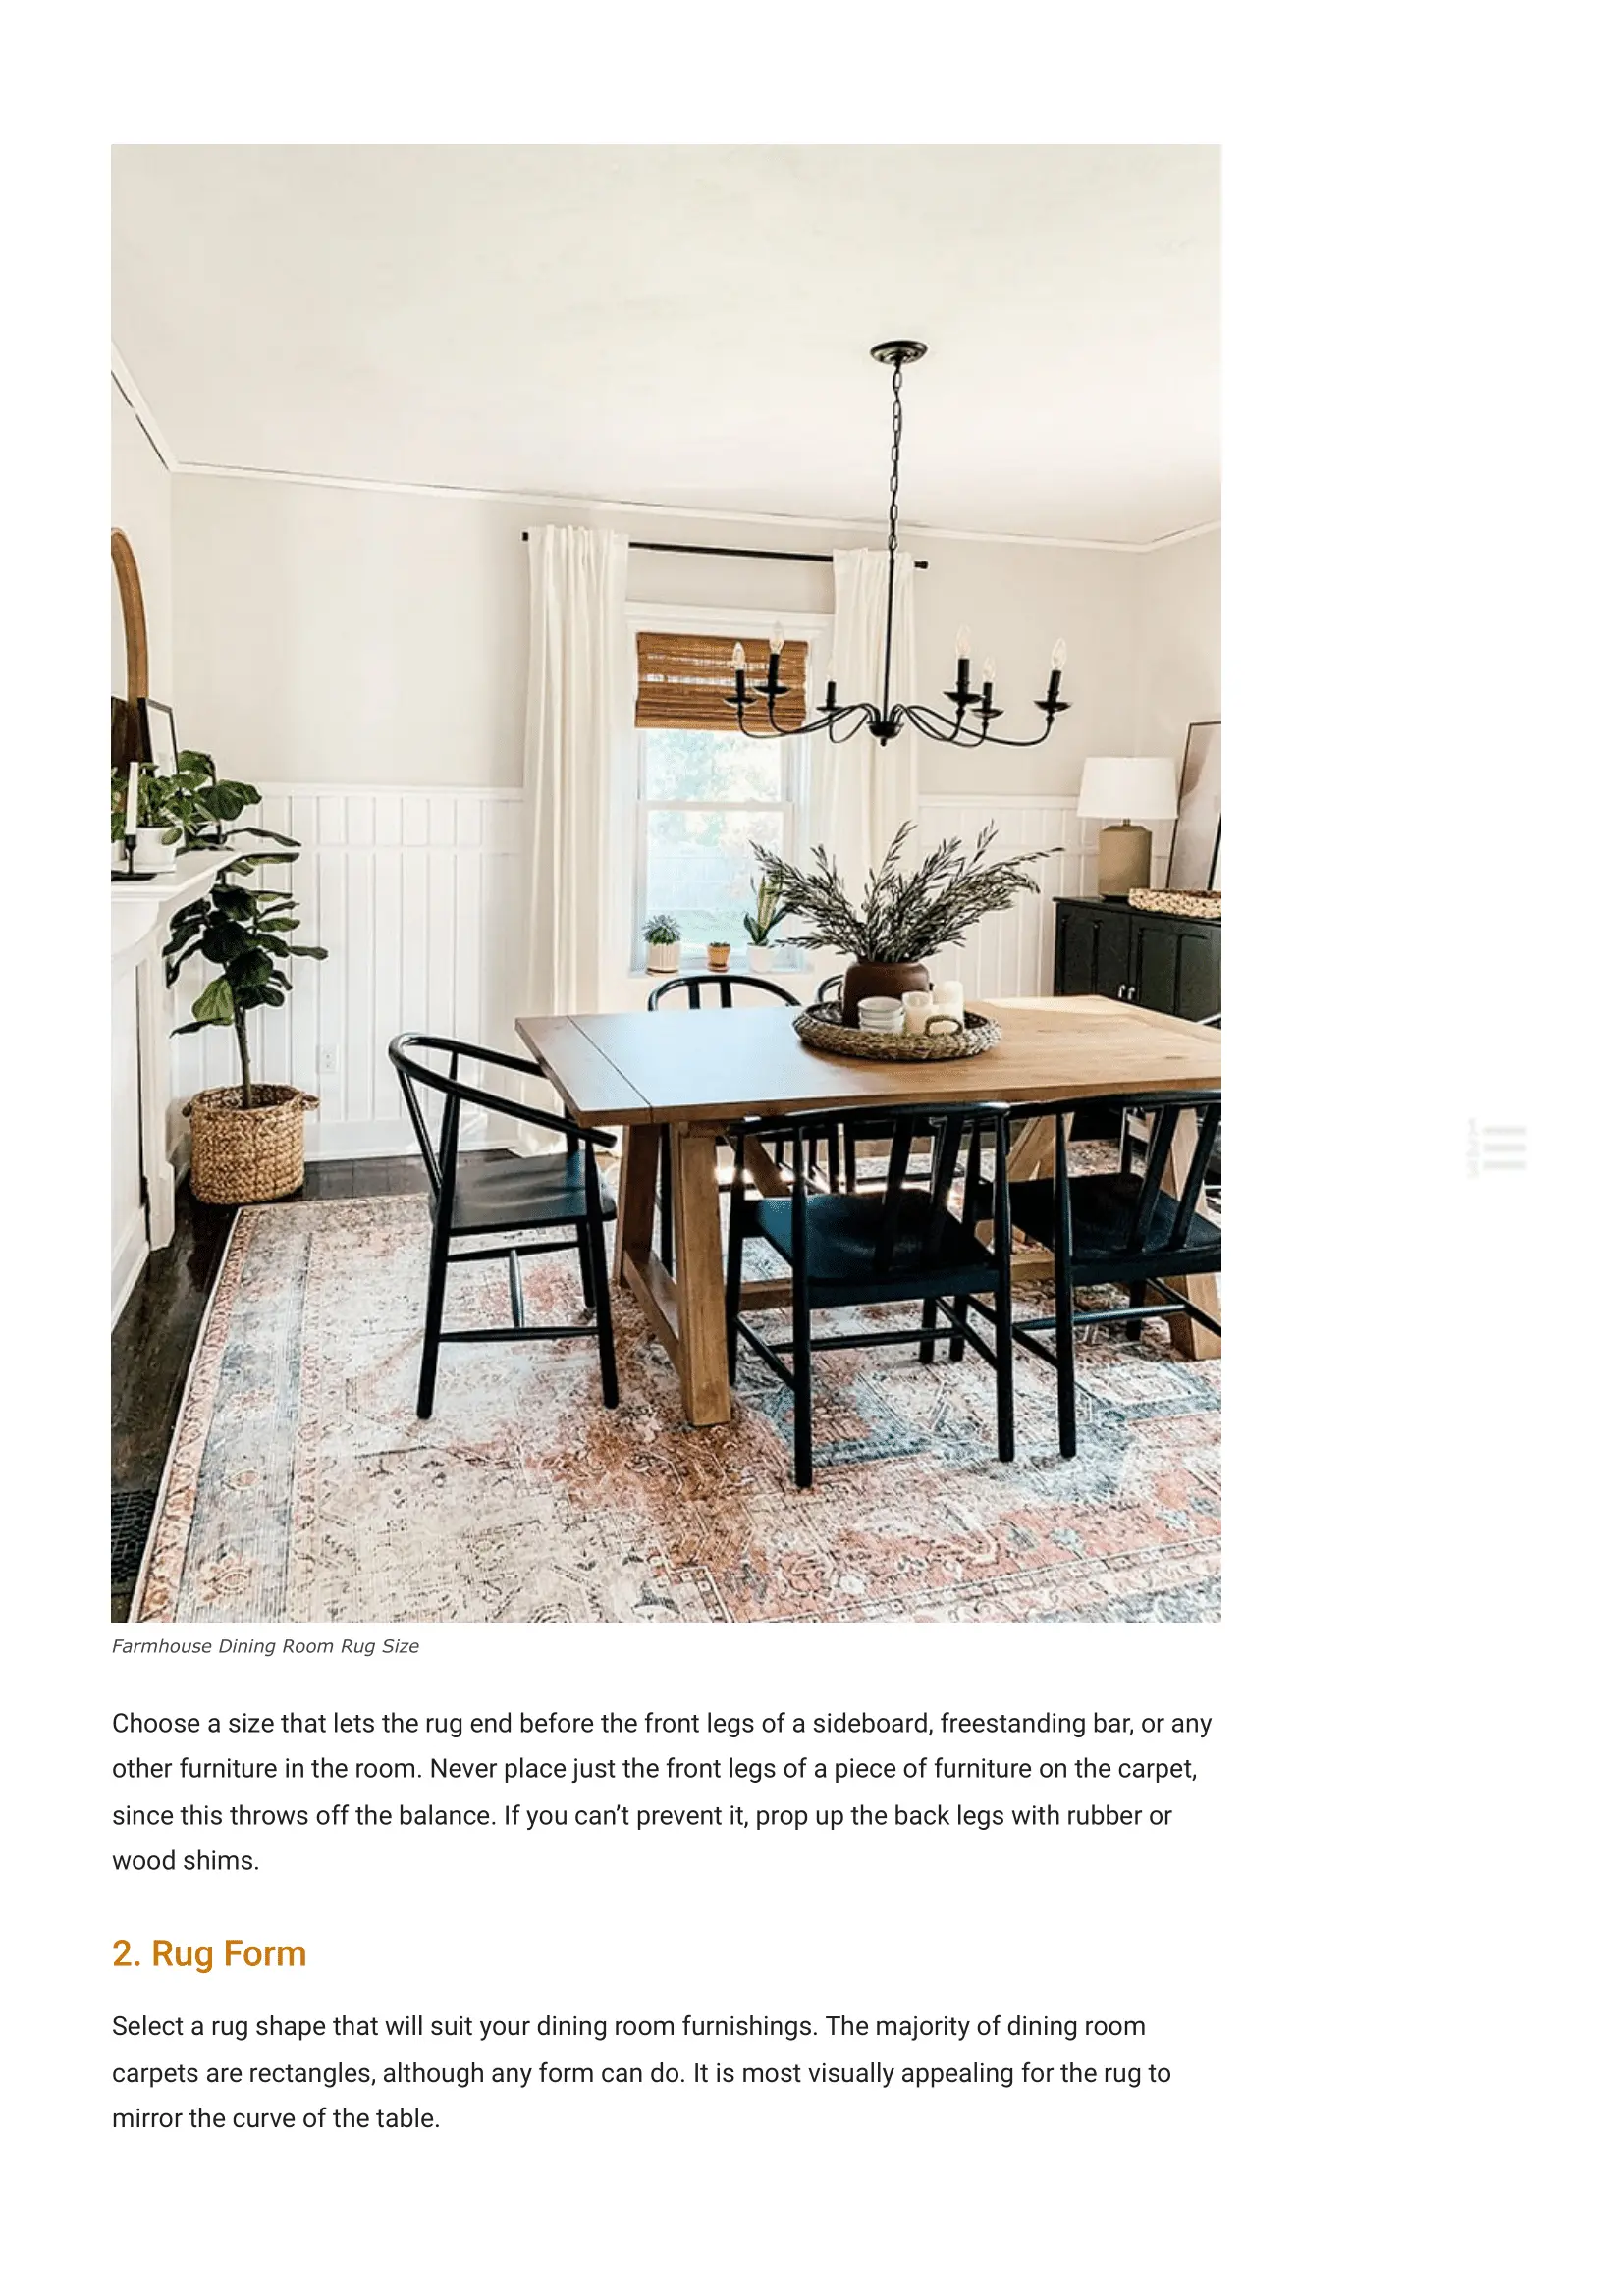 Farmhouse Dining Room Rug Size
Choose a size that lets the rug end before the front legs of a sideboard, freestanding bar, or any
other furniture in the room. Never place just the front legs of a piece of furniture on the carpet,
since this throws off the balance. If you can’t prevent it, prop up the back legs with rubber or
wood shims.
2. Rug Form
Select a rug shape that will suit your dining room furnishings. The majority of dining room
carpets are rectangles, although any form can do. It is most visually appealing for the rug to
mirror the curve of the table.